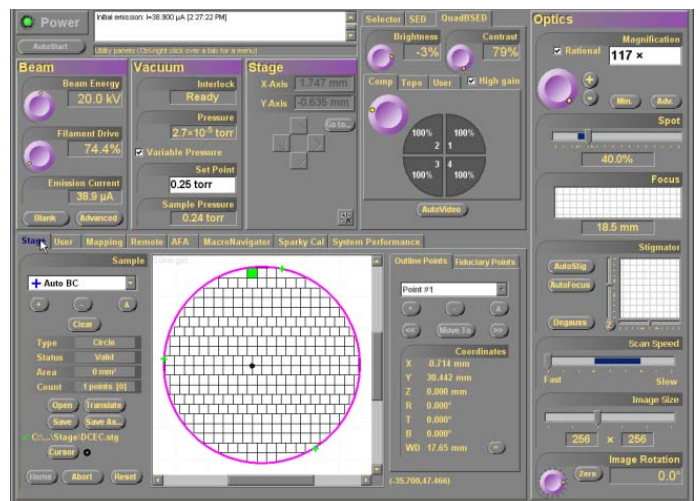 Power
AutoStart
Initial emission: I=38.900 µA [2:27:22 PM]
Utility panels (Ctrl-right click over a tab for a menu)
Beam
Beam Energy
20.0 kV
Filament Drive
74.4%
Emission Current
38.9 µA
Blank
Advanced
Vacuum
Interlock
Ready
Pressure
2.7×10⁻⁵ torr
Variable Pressure
Set Point
0.25 torr
Sample Pressure
0.24 torr
Stage
X-Axis 1.747 mm
Y-Axis -0.635 mm
Go to...
Selector SED QuadBSED
Brightness
-3%
Contrast
79%
Comp Topo User High gain
100% 100%
2 1
3 4
100% 100%
AutoVideo
Optics
Magnification
Rational 117 ×
Min. Adv.
Spot
40.0%
Focus
18.5 mm
Stigmator
AutoStig
AutoFocus
Degauss
Z
Scan Speed
Fast Slow
Image Size
256 × 256
Image Rotation
Zero 0.0°
Stage User Mapping Remote AFA MacroNavigator Sparky Cal System Performance
Sample
Auto BC
+ - Δ
Clear
Type Circle
Status Valid
Area 0 mm²
Count 1 points [0]
Open Translate
Save Save As...
C:\...\Stage\DCEC.stg
Cursor
Home Abort Reset
Outline Points Fiduciary Points
Point #1
+ - Δ
<< Move To >>
Coordinates
X -0.714 mm
Y 30.442 mm
Z 0.000 mm
R 0.000°
T 0.000°
B 0.000°
WD 17.65 mm =
(-35.700,47.466)